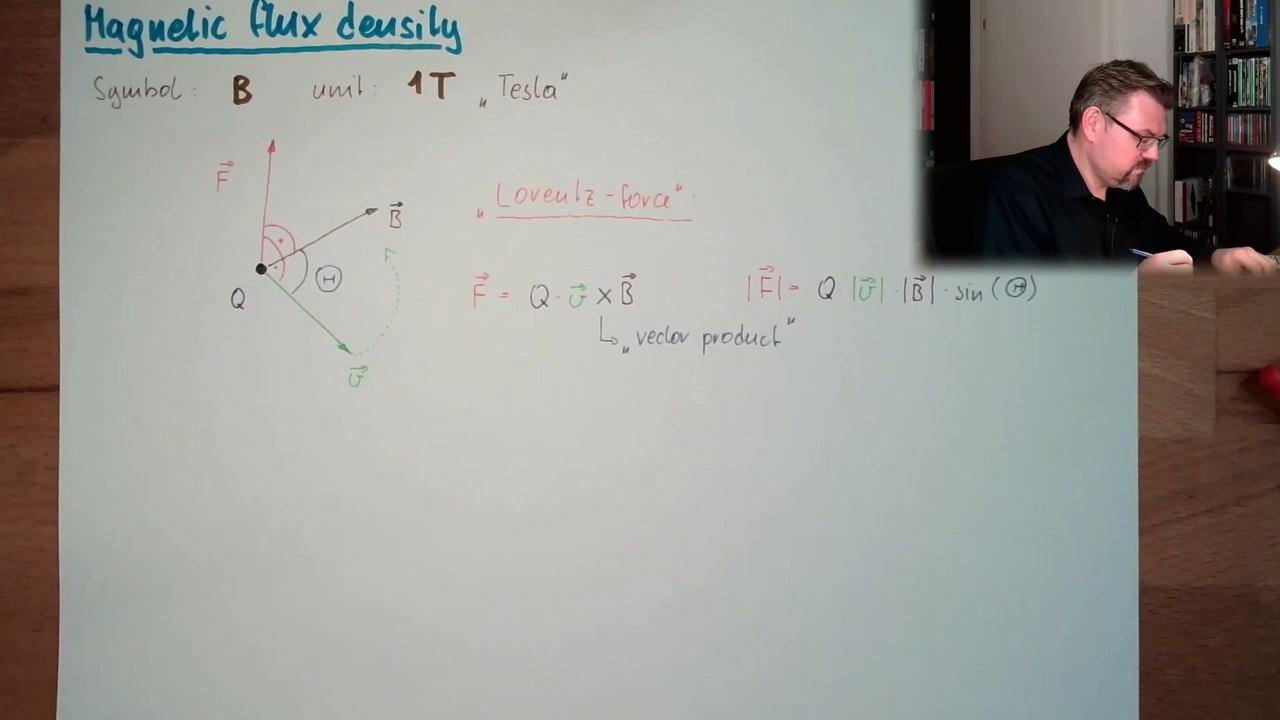 Magnetic flux density
Symbol: B unit: 1T „Tesla"
F⃗
B⃗
„Lorentz-force":
Θ
Q
F⃗ = Q · v⃗ × B⃗ |F⃗| = Q · |v⃗| · |B⃗| · sin(Θ)
„vector product"
v⃗